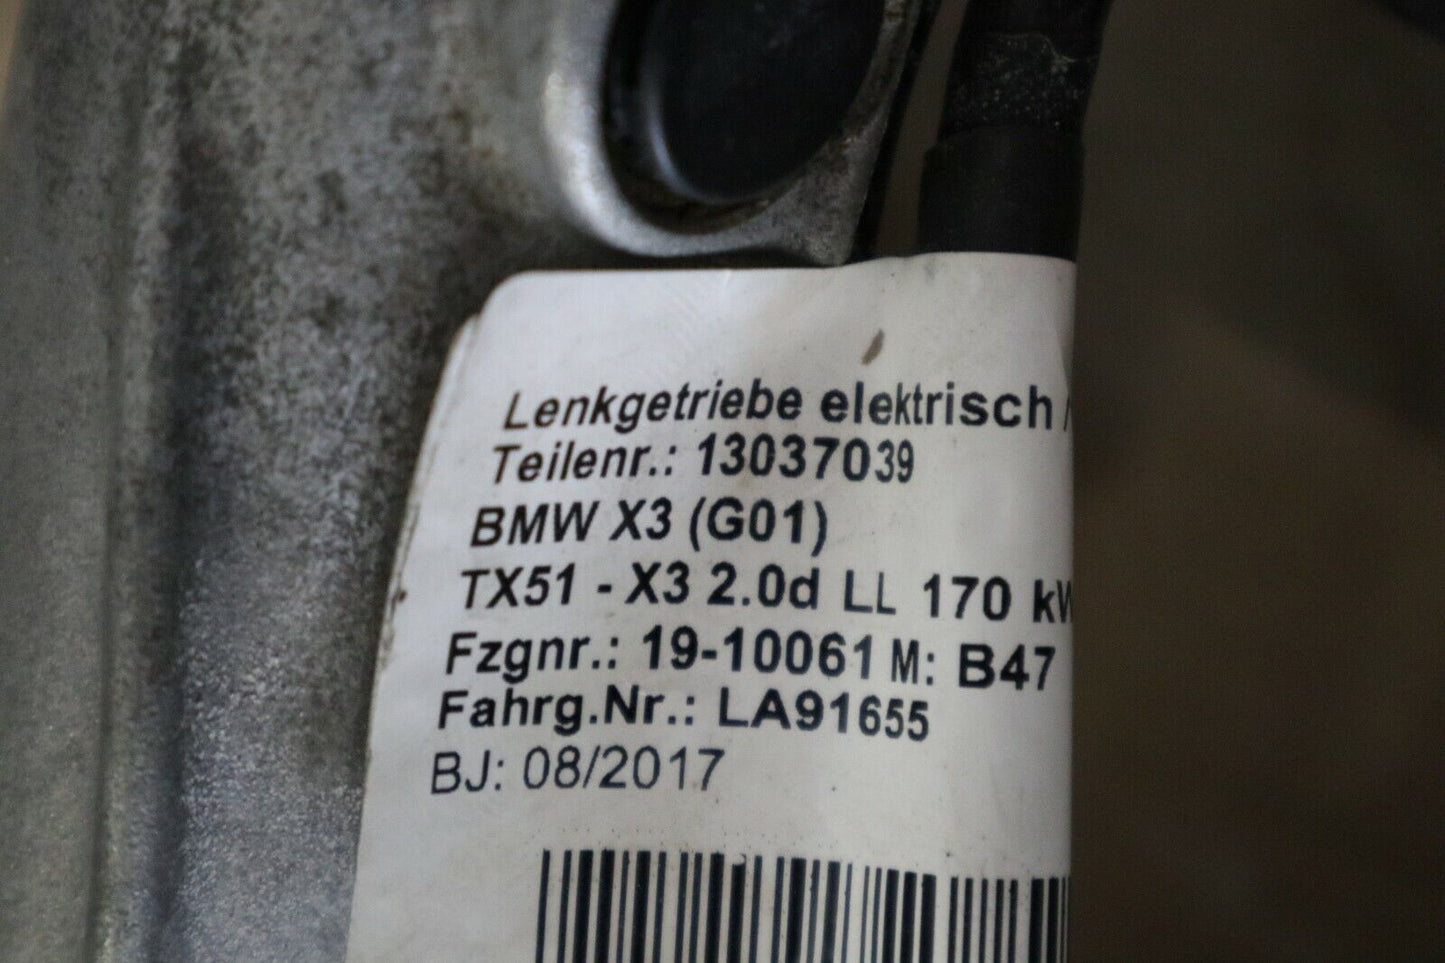 Lenkgetriebe elektrisch /
Teilenr.: 13037039
BMW X3 (G01)
TX51 - X3 2.0d LL 170 kW
Fzgnr.: 19-10061 M: B47
Fahrg.Nr.: LA91655
BJ: 08/2017